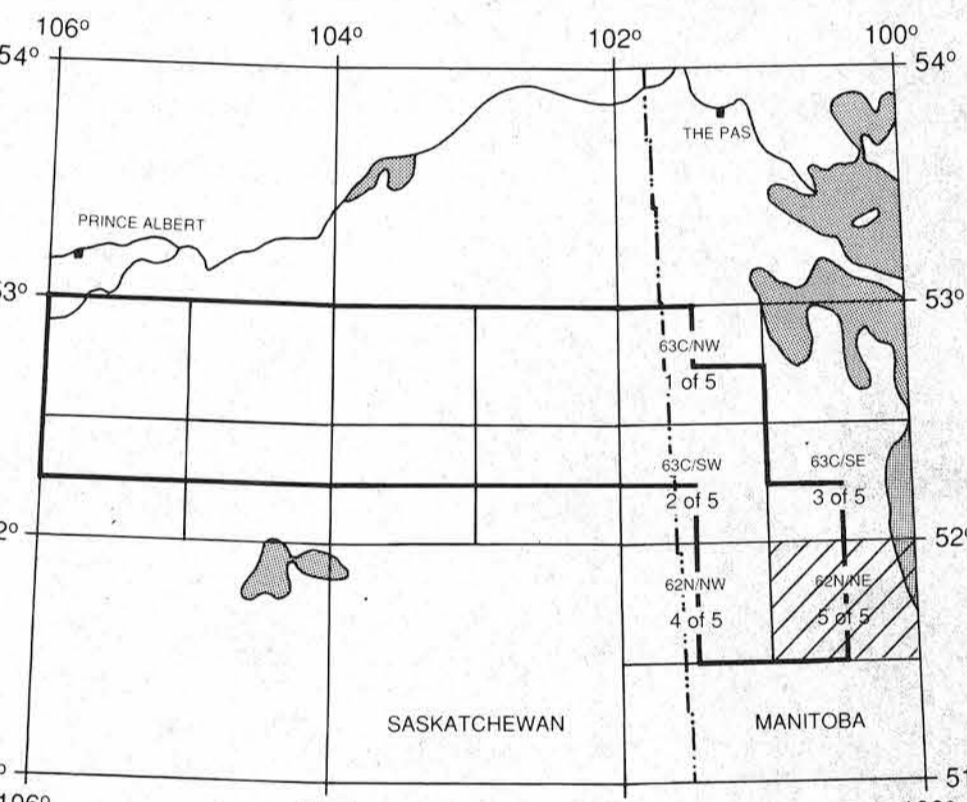 106° 104° 102° 100°
54° 54°
THE PAS
PRINCE ALBERT
53° 53°
63C/NW
1 of 5
63C/SW 63C/SE
2 of 5 3 of 5
52°
62N/NW 62N/NE
4 of 5 5 of 5
SASKATCHEWAN MANITOBA